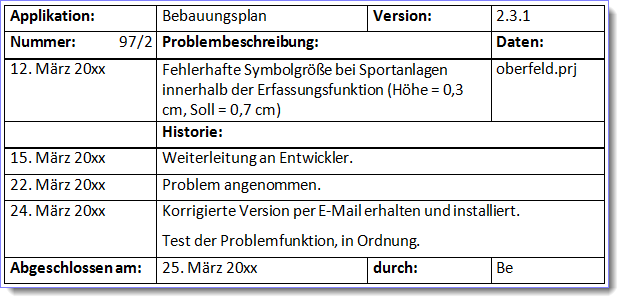 Applikation: Bebauungsplan Version: 2.3.1
Nummer: 97/2 Problembeschreibung: Daten:
12. März 20xx Fehlerhafte Symbolgröße bei Sportanlagen oberfeld.prj
innerhalb der Erfassungsfunktion (Höhe = 0,3
cm, Soll = 0,7 cm)
Historie:
15. März 20xx Weiterleitung an Entwickler.
22. März 20xx Problem angenommen.
24. März 20xx Korrigierte Version per E-Mail erhalten und installiert.
Test der Problemfunktion, in Ordnung.
Abgeschlossen am: 25. März 20xx durch: Be